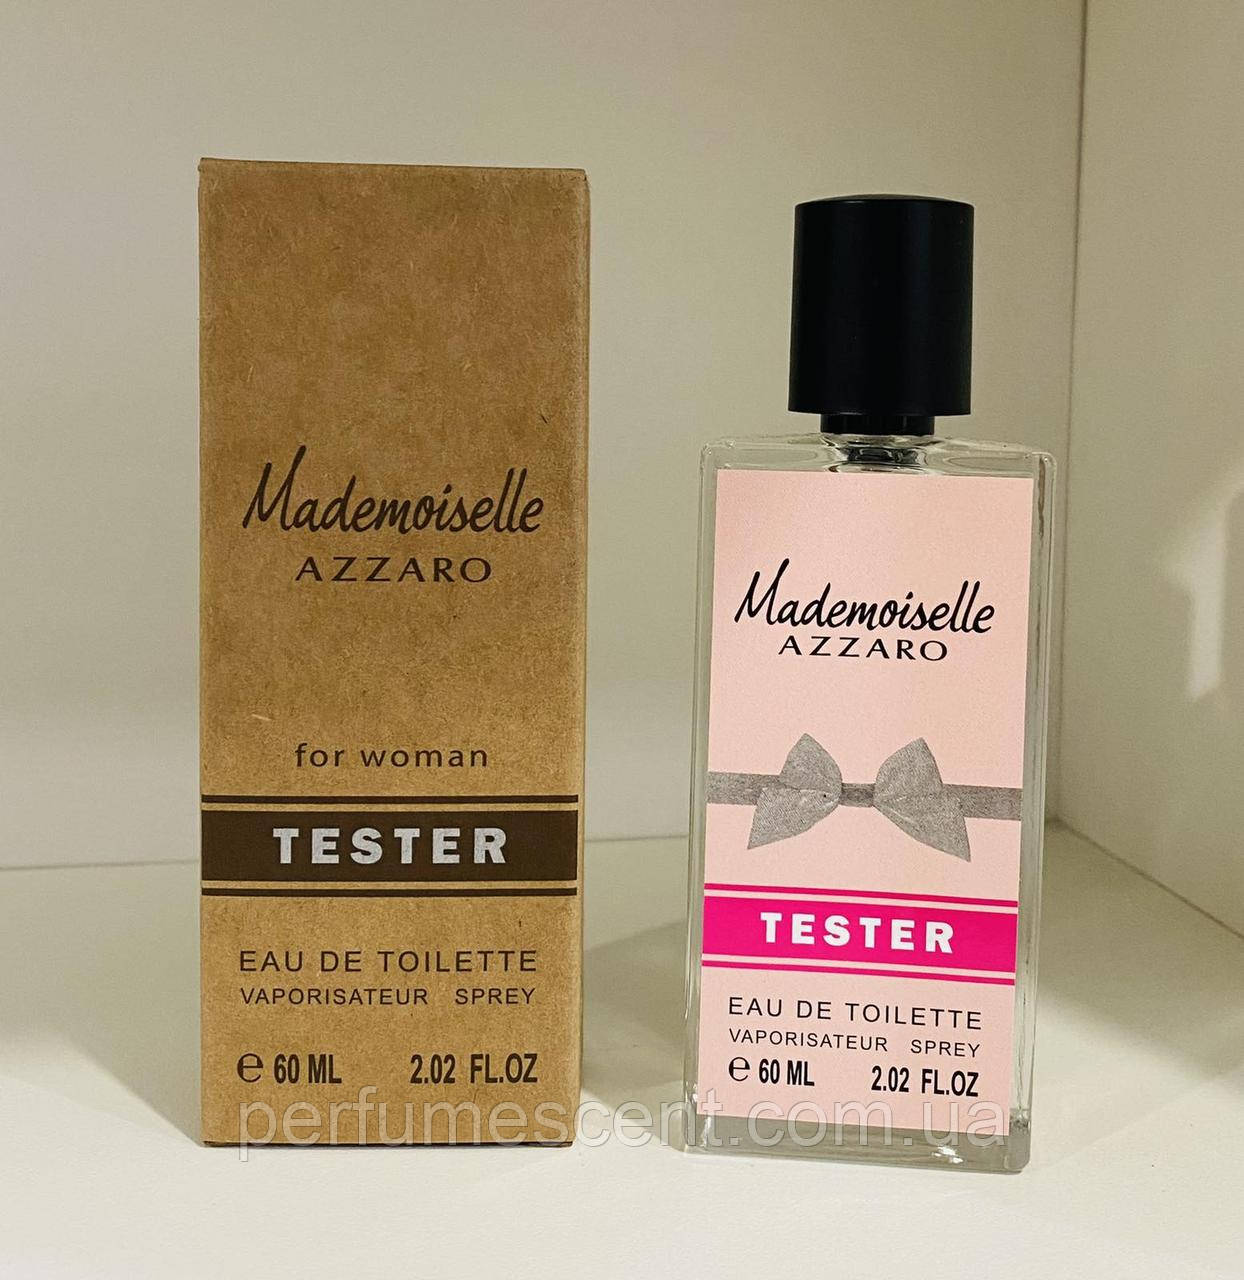 Mademoiselle
AZZARO
for woman
TESTER
EAU DE TOILETTE
VAPORISATEUR SPREY
e 60 ML 2.02 FL.OZ
Mademoiselle
AZZARO
TESTER
EAU DE TOILETTE
VAPORISATEUR SPREY
e 60 ML 2.02 FL.OZ
perfumescent.com.ua